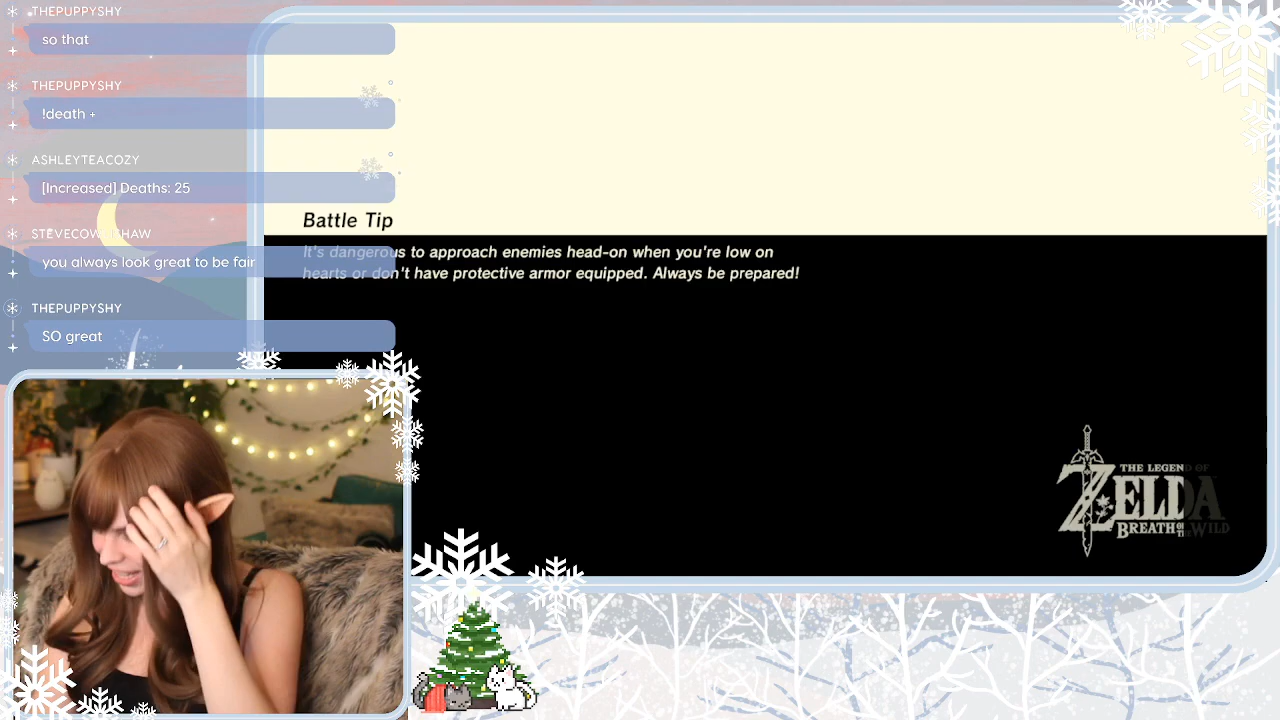 THEPUPPYSHY
so that
THEPUPPYSHY
!death +
ASHLEYTEACOZY
[Increased] Deaths: 25
STEVECOWLISHAW
you always look great to be fair
THEPUPPYSHY
SO great
Battle Tip
It's dangerous to approach enemies head-on when you're low on
hearts or don't have protective armor equipped. Always be prepared!
THE LEGEND OF
ZELDA
BREATH OF THE WILD